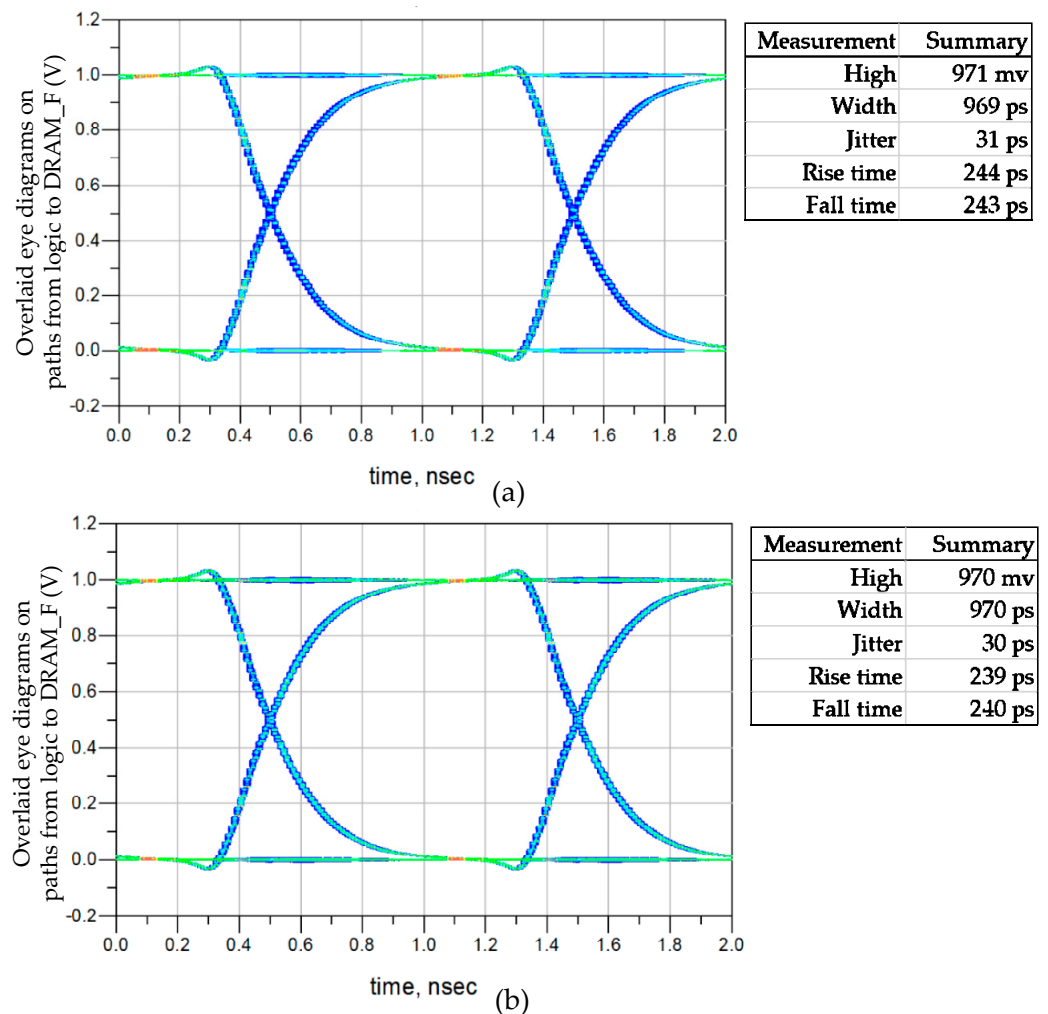 Overlaid eye diagrams on
paths from logic to DRAM_F (V)
1.2
1.0
0.8
0.6
0.4
0.2
0.0
-0.2
0.0 0.2 0.4 0.6 0.8 1.0 1.2 1.4 1.6 1.8 2.0
time, nsec
(a)
Measurement Summary
High 971 mv
Width 969 ps
Jitter 31 ps
Rise time 244 ps
Fall time 243 ps
Overlaid eye diagrams on
paths from logic to DRAM_F (V)
1.2
1.0
0.8
0.6
0.4
0.2
0.0
-0.2
0.0 0.2 0.4 0.6 0.8 1.0 1.2 1.4 1.6 1.8 2.0
time, nsec
(b)
Measurement Summary
High 970 mv
Width 970 ps
Jitter 30 ps
Rise time 239 ps
Fall time 240 ps